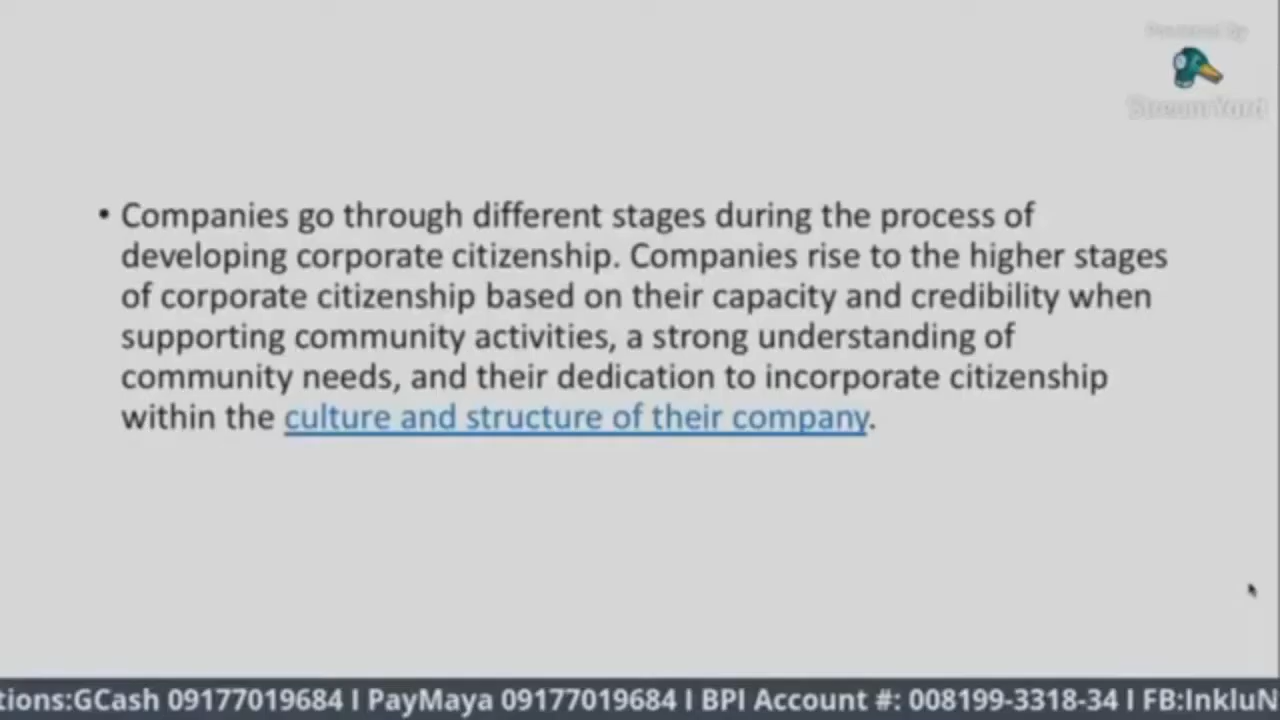 Powered by
StreamYard
• Companies go through different stages during the process of
developing corporate citizenship. Companies rise to the higher stages
of corporate citizenship based on their capacity and credibility when
supporting community activities, a strong understanding of
community needs, and their dedication to incorporate citizenship
within the culture and structure of their company.
tions:GCash 09177019684 I PayMaya 09177019684 I BPI Account #: 008199-3318-34 I FB:InkluN